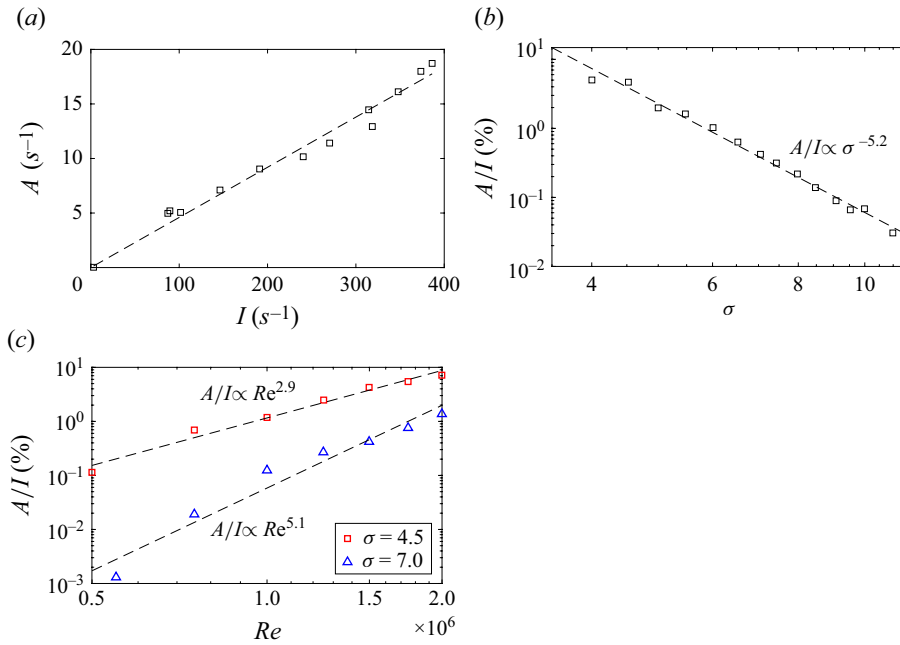 (a)
20
15
10
5
0
100
200
300
400
A (s⁻¹)
I (s⁻¹)
(b)
10¹
10⁰
10⁻¹
10⁻²
4
6
8
10
A/I (%)
σ
A/I∝ σ⁻⁵·²
(c)
10¹
10⁰
10⁻¹
10⁻²
10⁻³
0.5
1.0
1.5
2.0
×10⁶
A/I (%)
Re
A/I∝ Re²·⁹
A/I∝ Re⁵·¹
σ = 4.5
σ = 7.0